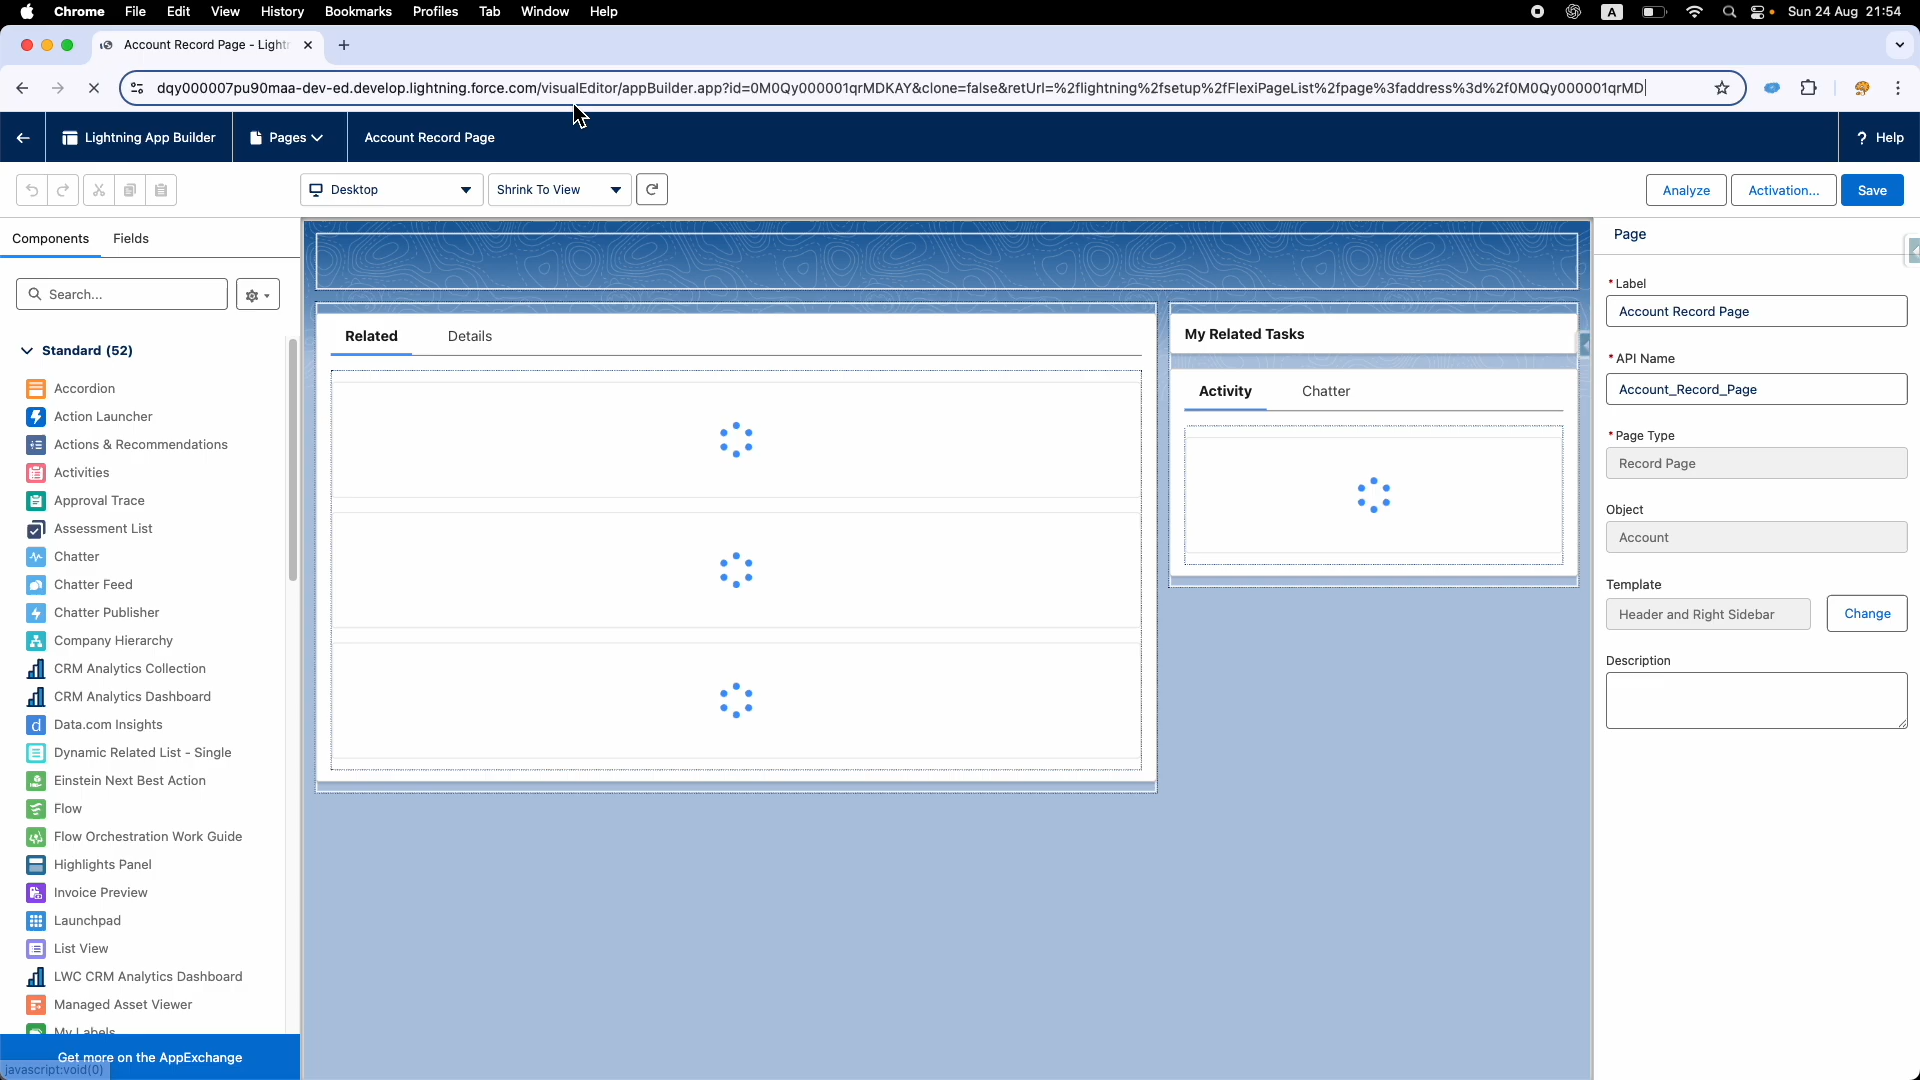 Chrome File Edit View History Bookmarks Profiles Tab Window Help
A Sun 24 Aug 21:54
Account Record Page - Light
dqy000007pu90maa-dev-ed.develop.lightning.force.com/visualEditor/appBuilder.app?id=0M0Qy000001qrMDKAY&clone=false&retUrl=%2flightning%2fsetup%2fFlexiPageList%2fpage%3faddress%3d%2f0M0Qy000001qrMD
Lightning App Builder Pages Account Record Page ? Help
Desktop Shrink To View Analyze Activation... Save
Components Fields
Search...
Standard (52)
Accordion
Action Launcher
Actions & Recommendations
Activities
Approval Trace
Assessment List
Chatter
Chatter Feed
Chatter Publisher
Company Hierarchy
CRM Analytics Collection
CRM Analytics Dashboard
Data.com Insights
Dynamic Related List - Single
Einstein Next Best Action
Flow
Flow Orchestration Work Guide
Highlights Panel
Invoice Preview
Launchpad
List View
LWC CRM Analytics Dashboard
Managed Asset Viewer
My Labels
Get more on the AppExchange
javascript:void(0)
Related Details
My Related Tasks
Activity Chatter
Page
* Label
Account Record Page
* API Name
Account_Record_Page
* Page Type
Record Page
Object
Account
Template
Header and Right Sidebar Change
Description